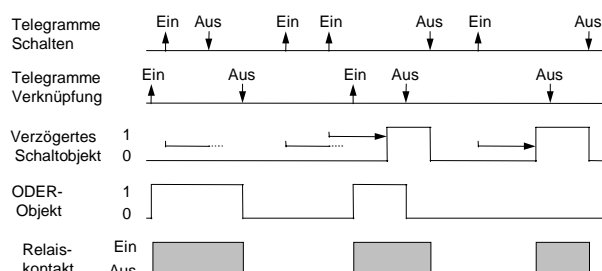 Telegramme Schalten Ein Aus Ein Ein Aus Ein Aus
Telegramme Verknüpfung Ein Aus Ein Aus Aus
Verzögertes Schaltobjekt 1 0
ODER-Objekt 1 0
Relais-kontakt Ein Aus